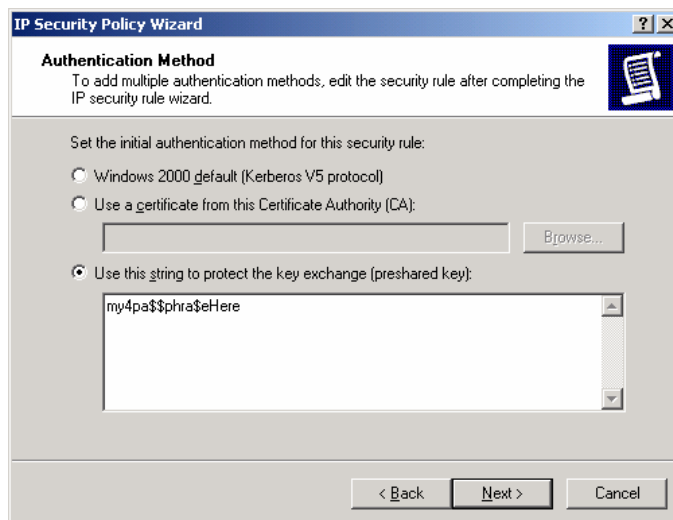 IP Security Policy Wizard
Authentication Method
To add multiple authentication methods, edit the security rule after completing the
IP security rule wizard.
Set the initial authentication method for this security rule:
Windows 2000 default (Kerberos V5 protocol)
Use a certificate from this Certificate Authority (CA):
Browse...
Use this string to protect the key exchange (preshared key):
my4pa$$phra$eHere
< Back Next > Cancel